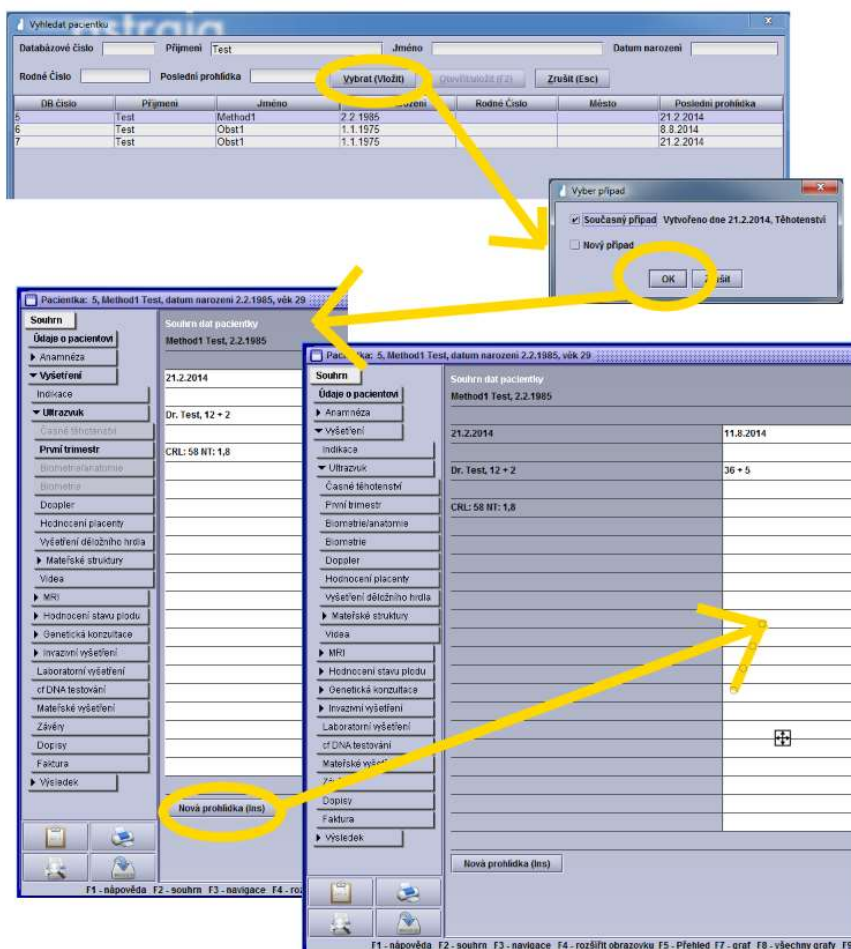 astraia
Vyhledat pacientku
Databázové číslo Příjmení Test Jméno Datum narození
Rodné Číslo Poslední prohlídka Vybrat (Vložit) Zrušit (Esc)
DB číslo Příjmení Jméno narození Rodné Číslo Město Poslední prohlídka
5 Test Method1 2.2.1985 21.2.2014
6 Test Obst1 1.1.1975 8.8.2014
7 Test Obst1 1.1.1975 21.2.2014
Vyber případ
Současný případ Vytvořeno dne 21.2.2014, Těhotenství
Nový případ
OK
Pacientka: 5, Method1 Test, datum narození 2.2.1985, věk 29
Souhrn
Údaje o pacientovi
Anamnéza
Vyšetření
Indikace
Ultrazvuk
Časné těhotenství
První trimestr
Biometrie/anatomie
Biometrie
Doppler
Hodnocení placenty
Vyšetření děložního hrdla
Mateřské struktury
Videa
MRI
Hodnocení stavu plodu
Genetická konzultace
Invazivní vyšetření
Laboratorní vyšetření
cf DNA testování
Mateřské vyšetření
Závěry
Dopisy
Faktura
Výsledek
Souhrn dat pacientky
Method1 Test, 2.2.1985
21.2.2014
Dr. Test, 12 + 2
CRL: 58 NT: 1,8
Nová prohlídka (Ins)
F1 - nápověda F2 - souhrn F3 - navigace F4 - roz
5, Method1 Test, datum narození 2.2.1985, věk 29
Souhrn
Údaje o pacientovi
Anamnéza
Vyšetření
Indikace
Ultrazvuk
Časné těhotenství
První trimestr
Biometrie/anatomie
Biometrie
Doppler
Hodnocení placenty
Vyšetření děložního hrdla
Mateřské struktury
Videa
MRI
Hodnocení stavu plodu
Genetická konzultace
Invazivní vyšetření
Laboratorní vyšetření
cf DNA testování
Mateřské
Dopisy
Faktura
Výsledek
Souhrn dat pacientky
Method1 Test, 2.2.1985
21.2.2014 11.8.2014
Dr. Test, 12 + 2 36 + 5
CRL: 58 NT: 1,8
Nová prohlídka (Ins)
F1 - nápověda F2 - souhrn F3 - navigace F4 - rozšířit obrazovku F5 - Přehled F7 - graf F8 - všechny grafy F9